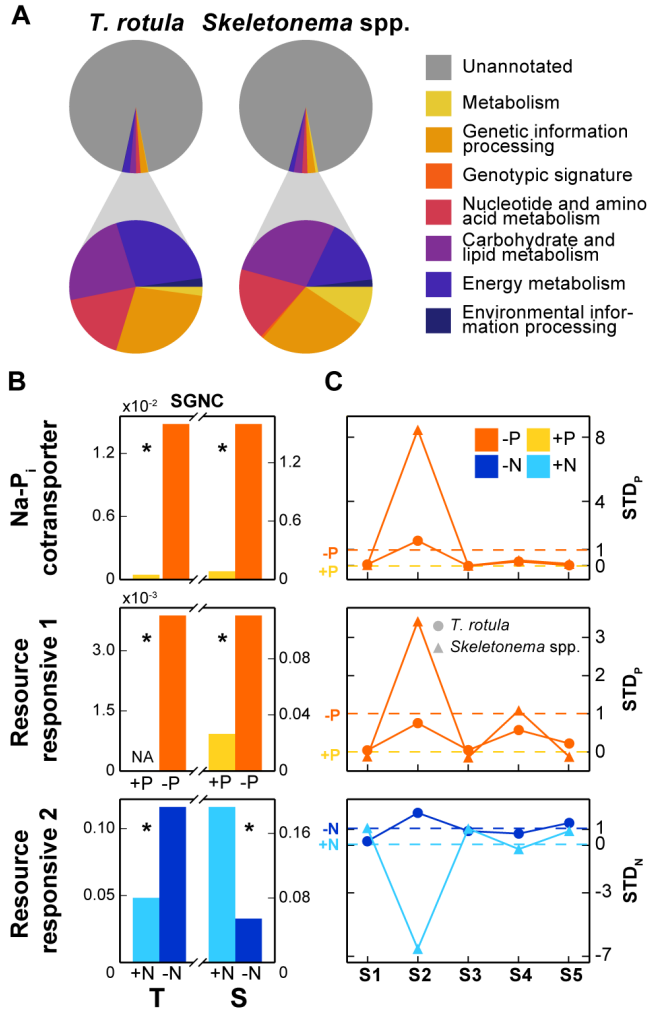 A
T. rotula Skeletonema spp.
Unannotated
Metabolism
Genetic information
processing
Genotypic signature
Nucleotide and amino
acid metabolism
Carbohydrate and
lipid metabolism
Energy metabolism
Environmental infor-
mation processing
B
C
SGNC
x10-2
Na-Pi
cotransporter
1.2
0.6
0
*
*
1.2
0.6
0
-P +P
-N +N
8
4
1
0
STDP
-P
+P
x10-3
Resource
responsive 1
3.0
1.5
0
*
*
NA
+P -P
+P -P
0.08
0.04
0
T. rotula
Skeletonema spp.
3
2
1
0
STDP
-P
+P
Resource
responsive 2
0.10
0.05
0
*
*
+N -N
+N -N
0.16
0.08
0
T
S
-N
+N
1
0
-3
-7
STDN
S1 S2 S3 S4 S5